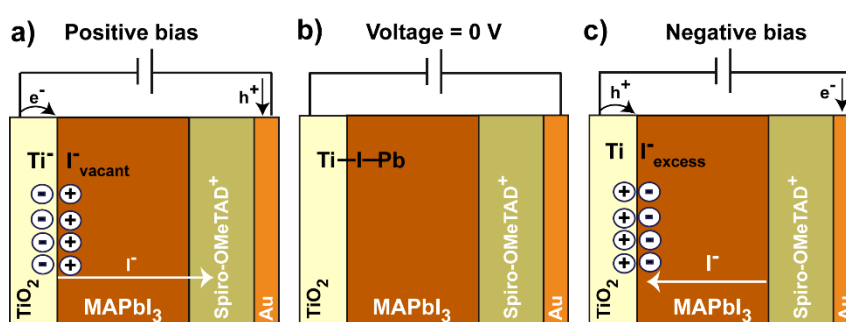 a) Positive bias
e⁻
h⁺
Ti⁻ I⁻vacant
I⁻
TiO₂
MAPbI₃
Spiro-OMeTAD⁺
Au
b) Voltage = 0 V
Ti—I—Pb
TiO₂
MAPbI₃
Spiro-OMeTAD⁺
Au
c) Negative bias
h⁺
e⁻
Ti I⁻excess
I⁻
TiO₂
MAPbI₃
Spiro-OMeTAD⁺
Au